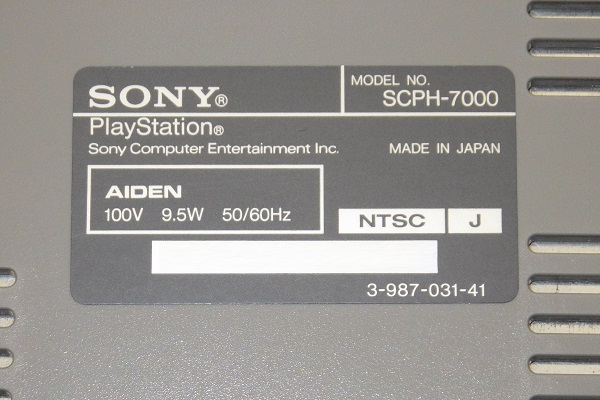 SONY®
MODEL NO.
SCPH-7000
PlayStation®
Sony Computer Entertainment Inc.
MADE IN JAPAN
AIDEN
100V 9.5W 50/60Hz
NTSC J
3-987-031-41